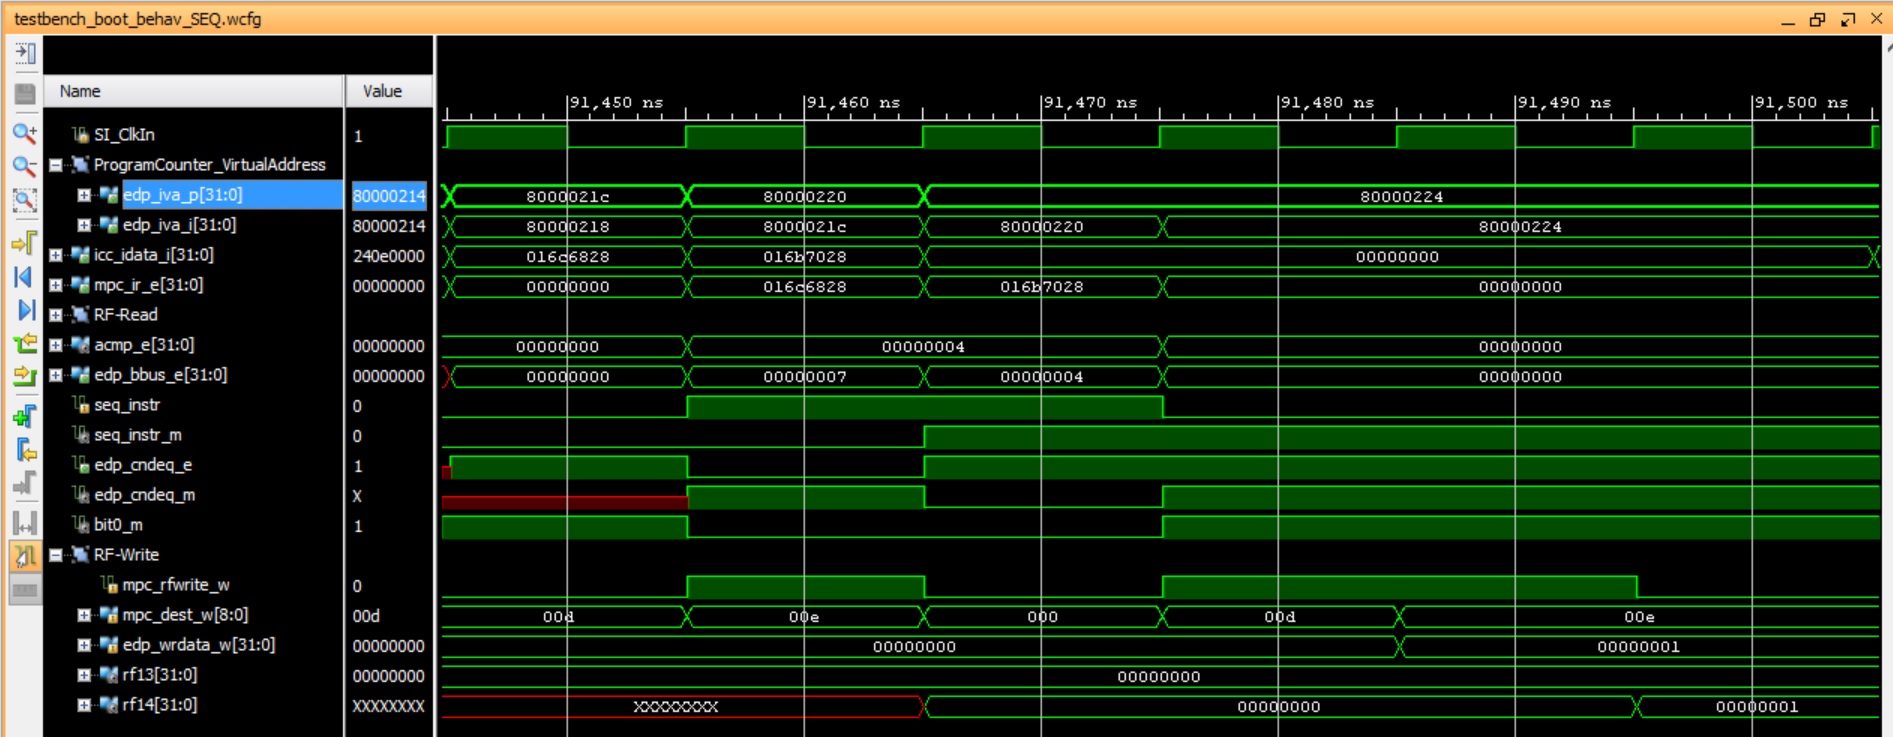 testbench_boot_behav_SEQ.wcfg
Name Value
91,450 ns 91,460 ns 91,470 ns 91,480 ns 91,490 ns 91,500 ns
SI_ClkIn 1
ProgramCounter_VirtualAddress
edp_iva_p[31:0] 80000214 8000021c 80000220 80000224
edp_iva_i[31:0] 80000214 80000218 8000021c 80000220 80000224
icc_idata_i[31:0] 240e0000 016c6828 016b7028 00000000
mpc_ir_e[31:0] 00000000 00000000 016c6828 016b7028 00000000
RF-Read
acmp_e[31:0] 00000000 00000000 00000004 00000000
edp_bbus_e[31:0] 00000000 00000000 00000007 00000004 00000000
seq_instr 0
seq_instr_m 0
edp_cndeq_e 1
edp_cndeq_m X
bit0_m 1
RF-Write
mpc_rfwrite_w 0
mpc_dest_w[8:0] 00d 00d 00e 000 00d 00e
edp_wrdata_w[31:0] 00000000 00000000 00000001
rf13[31:0] 00000000 00000000
rf14[31:0] XXXXXXXX XXXXXXXX 00000000 00000001